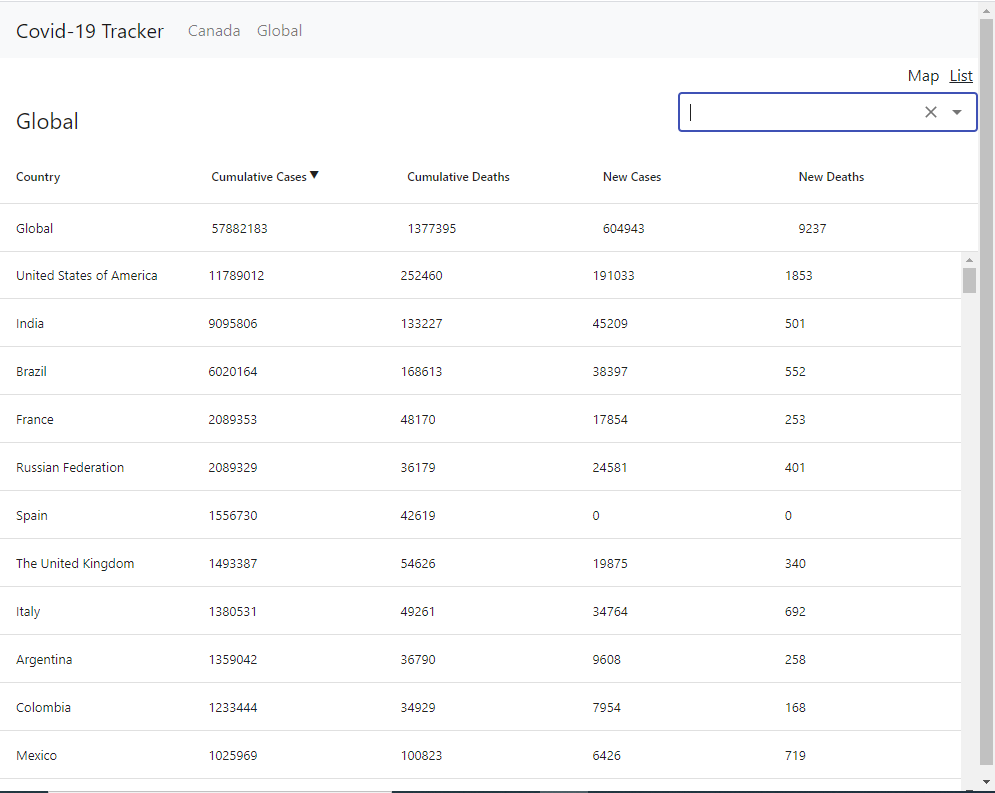 Covid-19 Tracker Canada Global
Map List
Global
Country Cumulative Cases▼ Cumulative Deaths New Cases New Deaths
Global 57882183 1377395 604943 9237
United States of America 11789012 252460 191033 1853
India 9095806 133227 45209 501
Brazil 6020164 168613 38397 552
France 2089353 48170 17854 253
Russian Federation 2089329 36179 24581 401
Spain 1556730 42619 0 0
The United Kingdom 1493387 54626 19875 340
Italy 1380531 49261 34764 692
Argentina 1359042 36790 9608 258
Colombia 1233444 34929 7954 168
Mexico 1025969 100823 6426 719